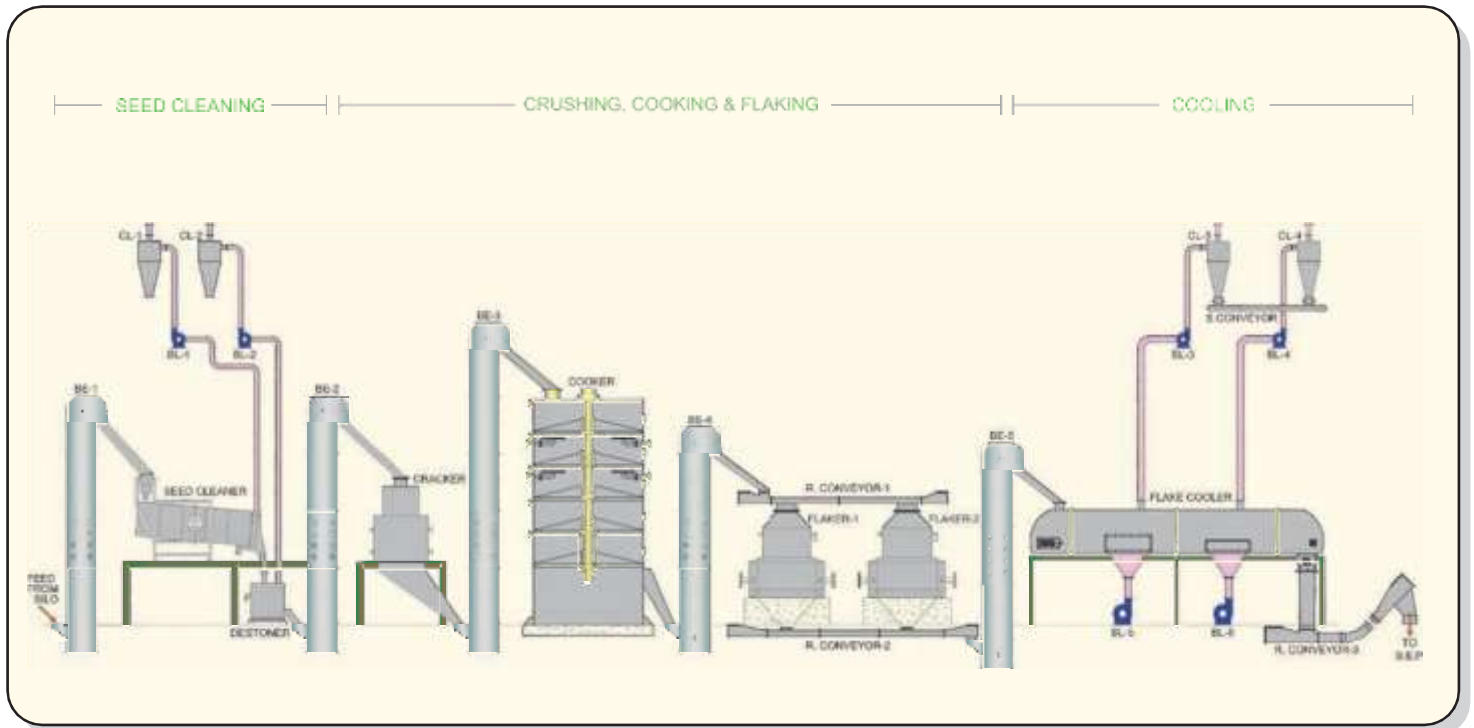 SEED CLEANING
CRUSHING, COOKING & FLAKING
COOLING
CL-1
CL-2
CL-3
CL-4
S.CONVEYOR
BE-3
BL-1
BL-2
BL-3
BL-4
COOKER
BE-1
BE-2
BE-4
BE-5
CRACKER
SEED CLEANER
R. CONVEYOR-1
FLAKE COOLER
FLAKER-1
FLAKER-2
FEED
FROM
SILO
DESTONER
BL-5
BL-6
R. CONVEYOR-2
R. CONVEYOR-3
TO
S.E.P